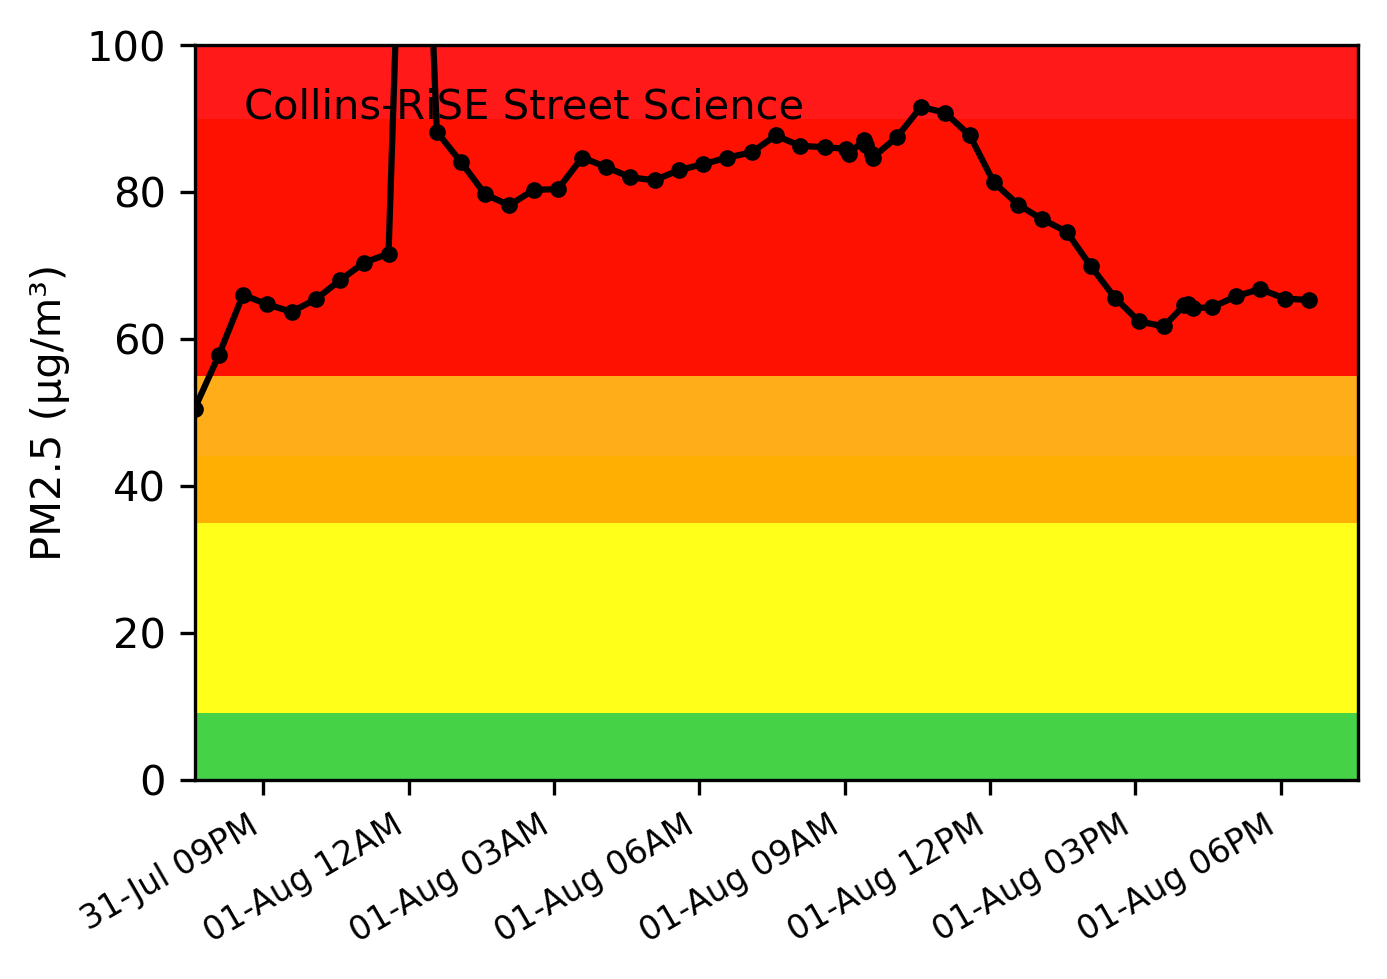 100
Collins-RiSE Street Science
80
60
40
20
0
PM2.5 (µg/m³)
31-Jul 09PM
01-Aug 12AM
01-Aug 03AM
01-Aug 06AM
01-Aug 09AM
01-Aug 12PM
01-Aug 03PM
01-Aug 06PM